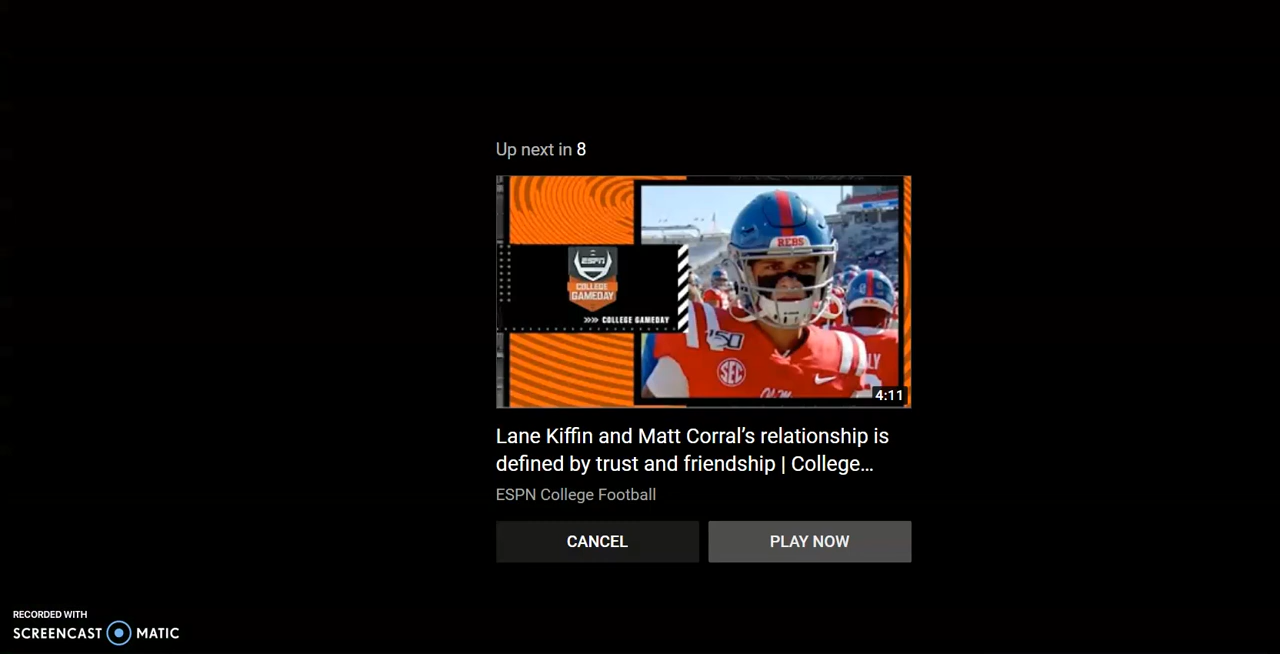 Up next in 8
ESPN
COLLEGE
GAMEDAY
>>> COLLEGE GAMEDAY
REBS
150
SEC
LY
4:11
Lane Kiffin and Matt Corral’s relationship is
defined by trust and friendship | College…
ESPN College Football
CANCEL
PLAY NOW
RECORDED WITH
SCREENCAST MATIC